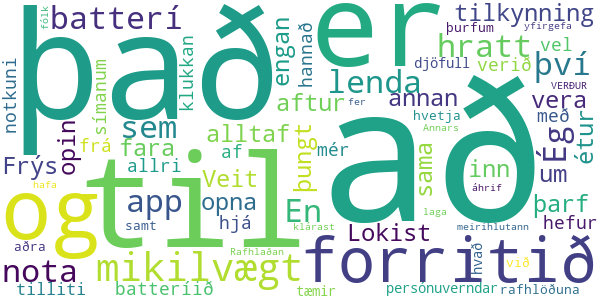 fólk
batterí
það
er
tilkynning
yfirgefa
þurfum
hratt
djöfull
vel
verið
því
VERÐUR
notkuni
símanum
klukkan
engan
hannað
lenda
annan
vera
með
sem
aftur
hvetja
Annars
étur
opin
frá
fara
alltaf
af
mér
fer
að
sama
Ég
um
Frýs
allri
Veit
þungt
inn
áhrif
og
til
app
opna
En
þarf
hafa
samt
hjá
Lokist
hefur
nota
aðra
mikilvægt
forritið
klárast
laga
meirihlutann
við
Rafhlaðan
hvað
tilliti
batteríið
tæmir
persónuverndar
rafhlöðuna